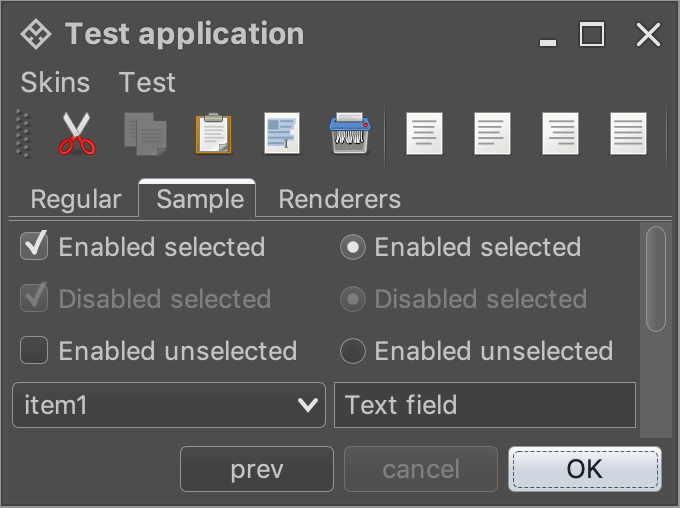 Test application
Skins Test
Regular Sample Renderers
Enabled selected Enabled selected
Disabled selected Disabled selected
Enabled unselected Enabled unselected
item1 Text field
prev cancel OK